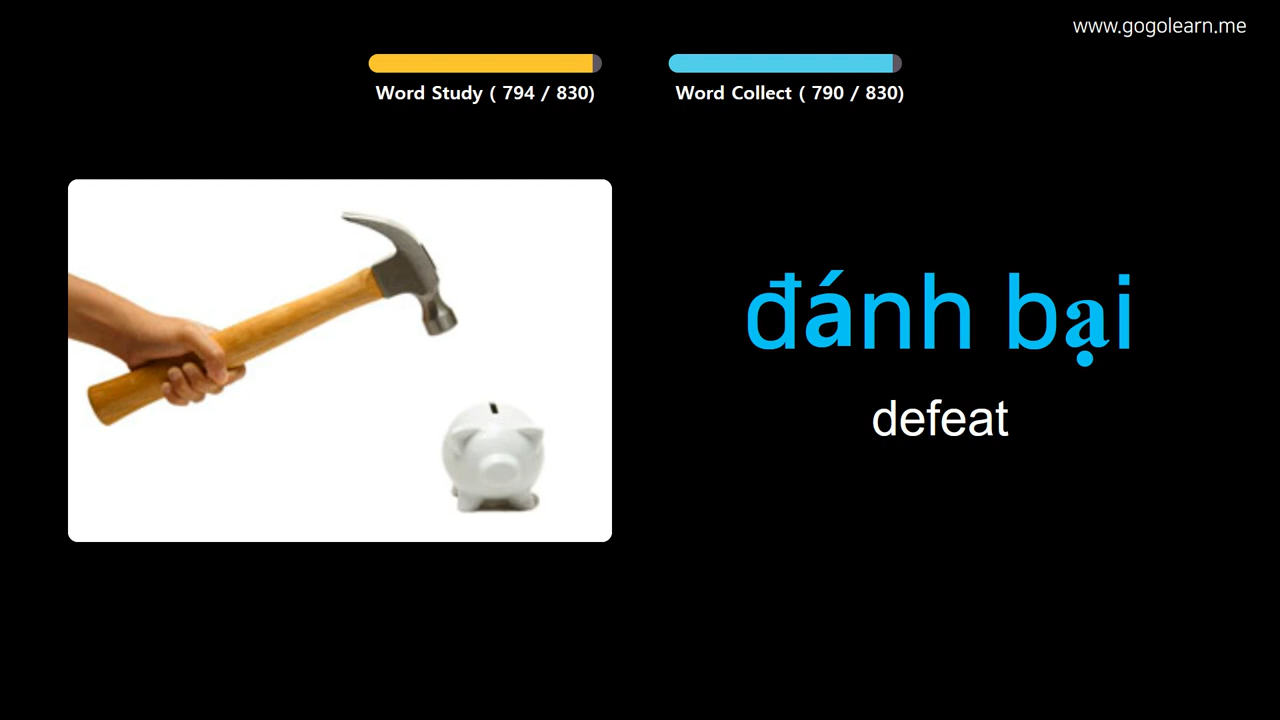 www.gogolearn.me
Word Study ( 794 / 830)
Word Collect ( 790 / 830)
đánh bại
defeat